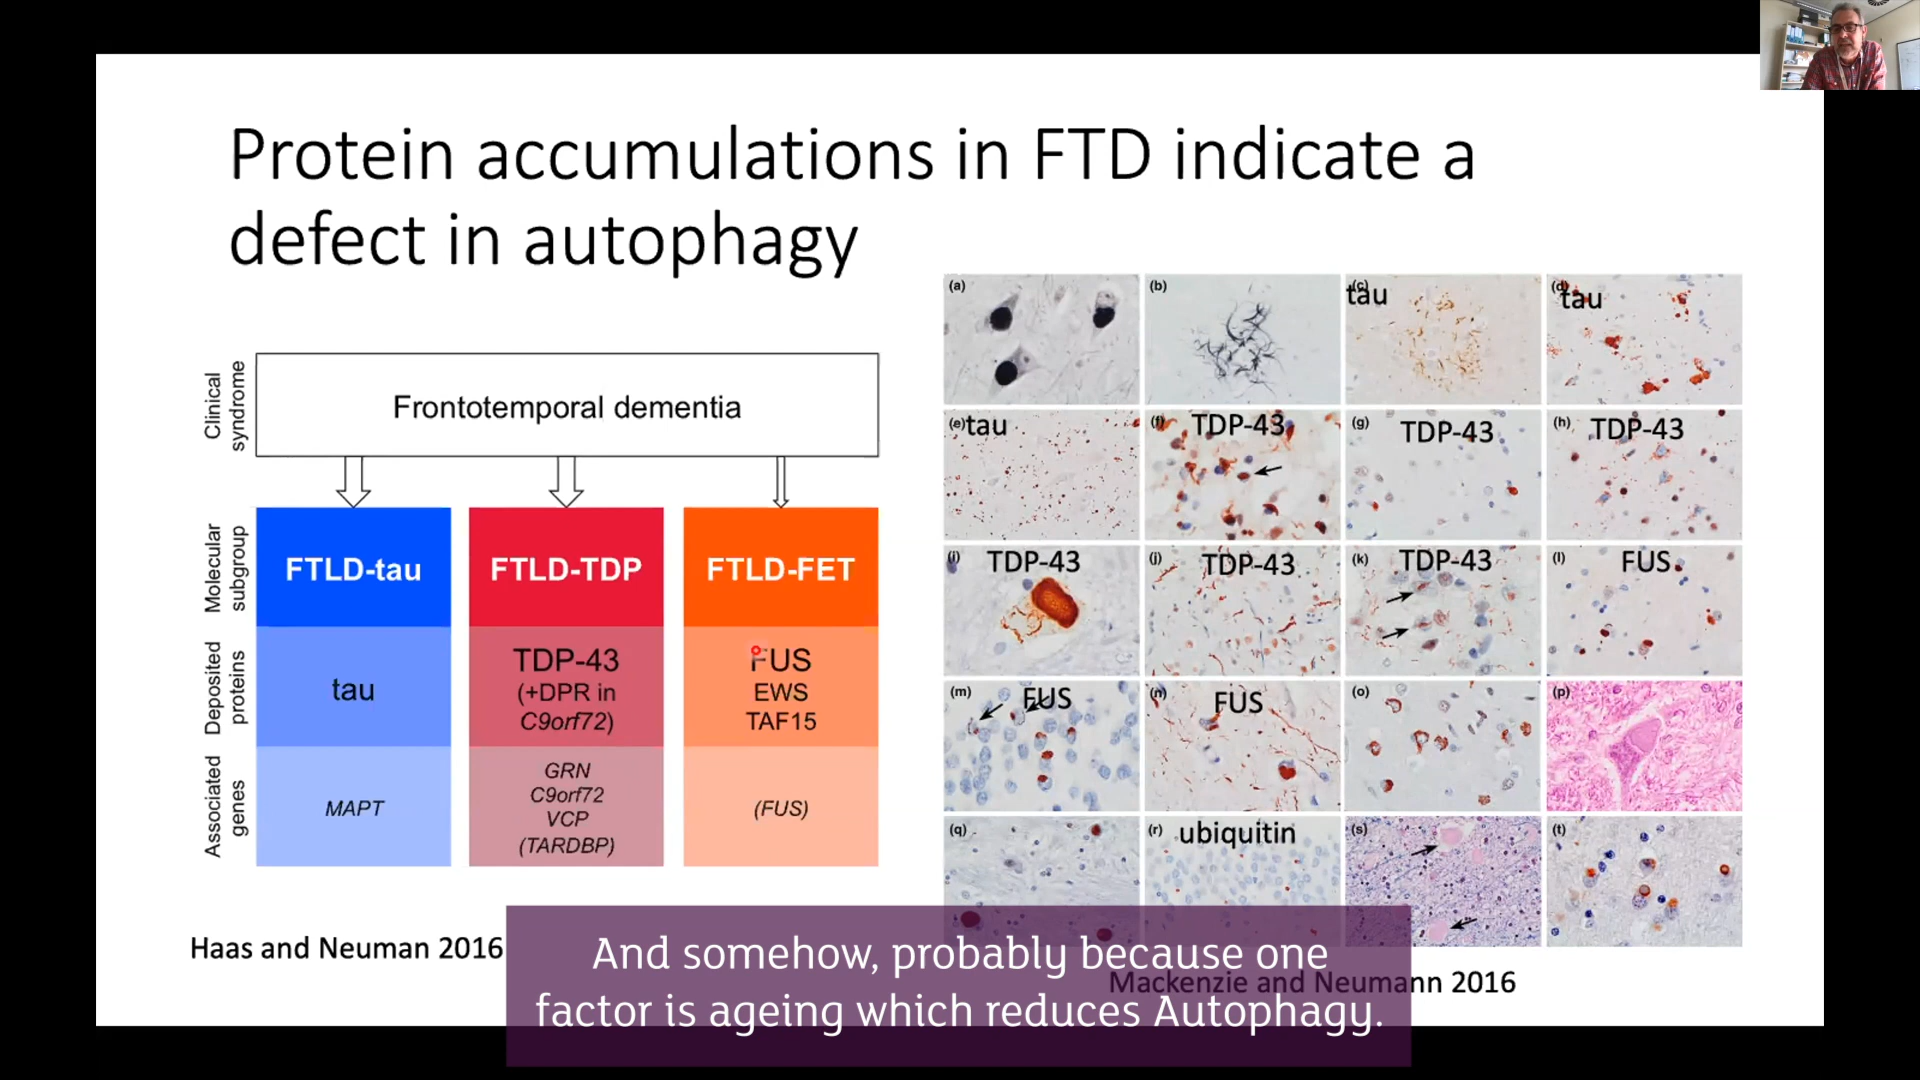 Protein accumulations in FTD indicate a
defect in autophagy
Clinical
syndrome
Frontotemporal dementia
Molecular
subgroup
FTLD-tau
FTLD-TDP
FTLD-FET
Deposited
proteins
tau
TDP-43
(+DPR in
C9orf72)
FUS
EWS
TAF15
Associated
genes
MAPT
GRN
C9orf72
VCP
(TARDBP)
(FUS)
Haas and Neuman 2016
(a)
(b)
(c)
tau
(d)
tau
(e) tau
(f) TDP-43
(g) TDP-43
(h) TDP-43
(i) TDP-43
(j) TDP-43
(k) TDP-43
(l) FUS
(m) FUS
(n) FUS
(o)
(p)
(q)
(r) ubiquitin
(s)
(t)
Mackenzie and Neumann 2016
And somehow, probably because one
factor is ageing which reduces Autophagy.